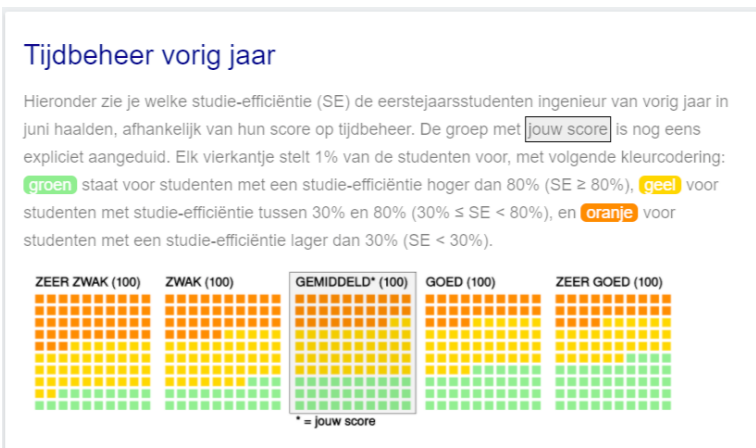 Tijdbeheer vorig jaar
Hieronder zie je welke studie-efficiëntie (SE) de eerstejaarsstudenten ingenieur van vorig jaar in
juni haalden, afhankelijk van hun score op tijdbeheer. De groep met jouw score is nog eens
expliciet aangeduid. Elk vierkantje stelt 1% van de studenten voor, met volgende kleurcodering:
groen staat voor studenten met een studie-efficiëntie hoger dan 80% (SE ≥ 80%), geel voor
studenten met studie-efficiëntie tussen 30% en 80% (30% ≤ SE < 80%), en oranje voor
studenten met een studie-efficiëntie lager dan 30% (SE < 30%).
ZEER ZWAK (100) ZWAK (100) GEMIDDELD* (100) GOED (100) ZEER GOED (100)
* = jouw score